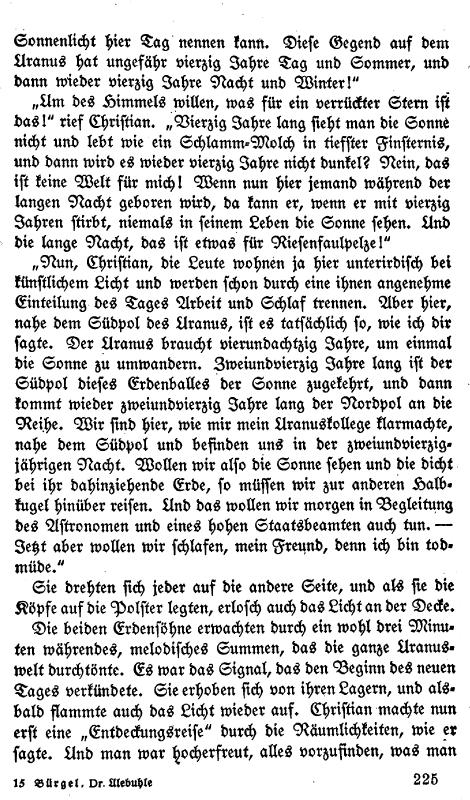 Sonnenlicht hier Tag nennen kann. Diese Gegend auf dem
Uranus hat ungefähr vierzig Jahre Tag und Sommer, und
dann wieder vierzig Jahre Nacht und Winter!“
„Um des Himmels willen, was für ein verrückter Stern ist
das!“ rief Christian. „Vierzig Jahre lang sieht man die Sonne
nicht und lebt wie ein Schlamm-Molch in tiefster Finsternis,
und dann wird es wieder vierzig Jahre nicht dunkel? Nein, das
ist keine Welt für mich! Wenn nun hier jemand während der
langen Nacht geboren wird, da kann er, wenn er mit vierzig
Jahren stirbt, niemals in seinem Leben die Sonne sehen. Und
die lange Nacht, das ist etwas für Riesenfaulpelze!“
„Nun, Christian, die Leute wohnen ja hier unterirdisch bei
künstlichem Licht und werden schon durch eine ihnen angenehme
Einteilung des Tages Arbeit und Schlaf trennen. Aber hier,
nahe dem Südpol des Uranus, ist es tatsächlich so, wie ich dir
sagte. Der Uranus braucht vierundachtzig Jahre, um einmal
die Sonne zu umwandern. Zweiundvierzig Jahre lang ist der
Südpol dieses Erdenballes der Sonne zugekehrt, und dann
kommt wieder zweiundvierzig Jahre lang der Nordpol an die
Reihe. Wir sind hier, wie mir mein Uranuskollege klarmachte,
nahe dem Südpol und befinden uns in der zweiundvierzig-
jährigen Nacht. Wollen wir also die Sonne sehen und die dicht
bei ihr dahinziehende Erde, so müssen wir zur anderen Halb-
kugel hinüber reisen. Und das wollen wir morgen in Begleitung
des Astronomen und eines hohen Staatsbeamten auch tun. —
Jetzt aber wollen wir schlafen, mein Freund, denn ich bin tod-
müde.“
Sie drehten sich jeder auf die andere Seite, und als sie die
Köpfe auf die Polster legten, erlosch auch das Licht an der Decke.
Die beiden Erdensöhne erwachten durch ein wohl drei Minu-
ten währendes, melodisches Summen, das die ganze Uranus-
welt durchtönte. Es war das Signal, das den Beginn des neuen
Tages verkündete. Sie erhoben sich von ihren Lagern, und als-
bald flammte auch das Licht wieder auf. Christian machte nun
erst eine „Entdeckungsreise“ durch die Räumlichkeiten, wie er
sagte. Und man war hocherfreut, alles vorzufinden, was man
15 Bürgel, Dr. Ulebuhle 225